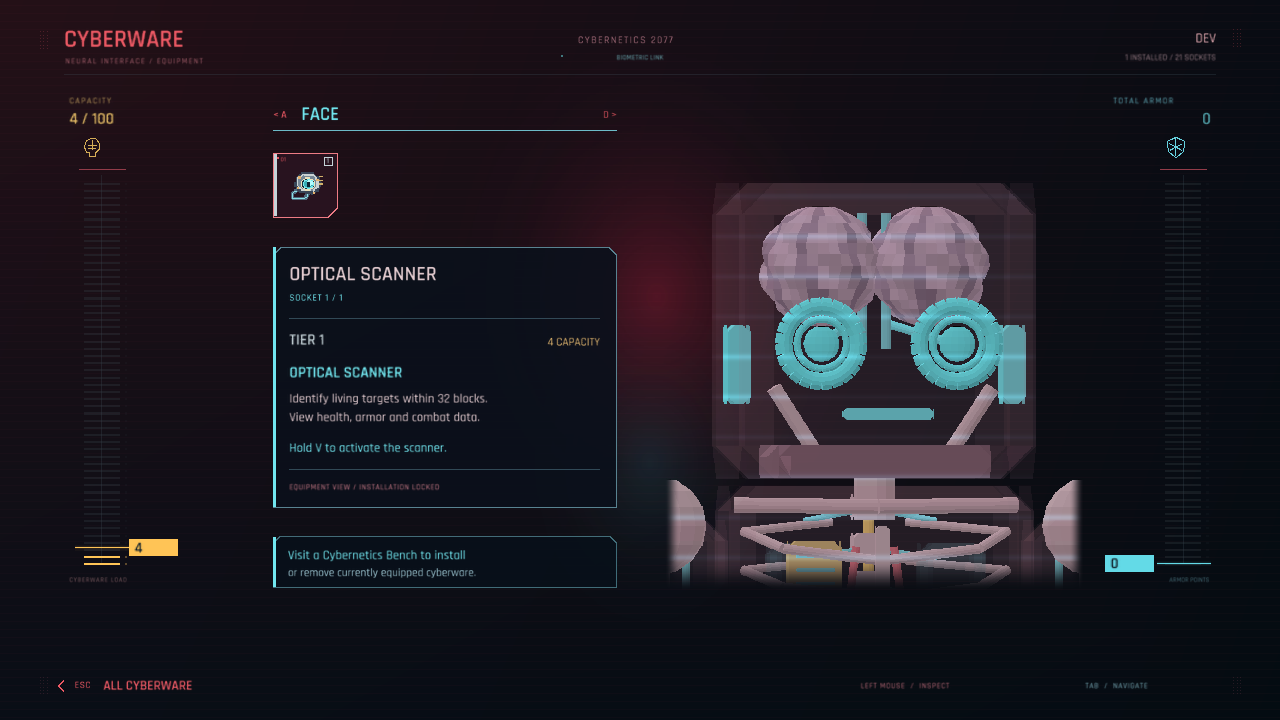 CYBERWARE
NEURAL INTERFACE / EQUIPMENT
CYBERNETICS 2077
BIOMETRIC LINK
DEV
1 INSTALLED / 21 SOCKETS
CAPACITY
4 / 100
< A FACE D >
TOTAL ARMOR
0
OPTICAL SCANNER
SOCKET 1 / 1
TIER 1
4 CAPACITY
OPTICAL SCANNER
Identify living targets within 32 blocks.
View health, armor and combat data.
Hold V to activate the scanner.
EQUIPMENT VIEW / INSTALLATION LOCKED
4
CYBERWARE LOAD
Visit a Cybernetics Bench to install
or remove currently equipped cyberware.
0
ARMOR POINTS
ESC ALL CYBERWARE
LEFT MOUSE / INSPECT
TAB / NAVIGATE